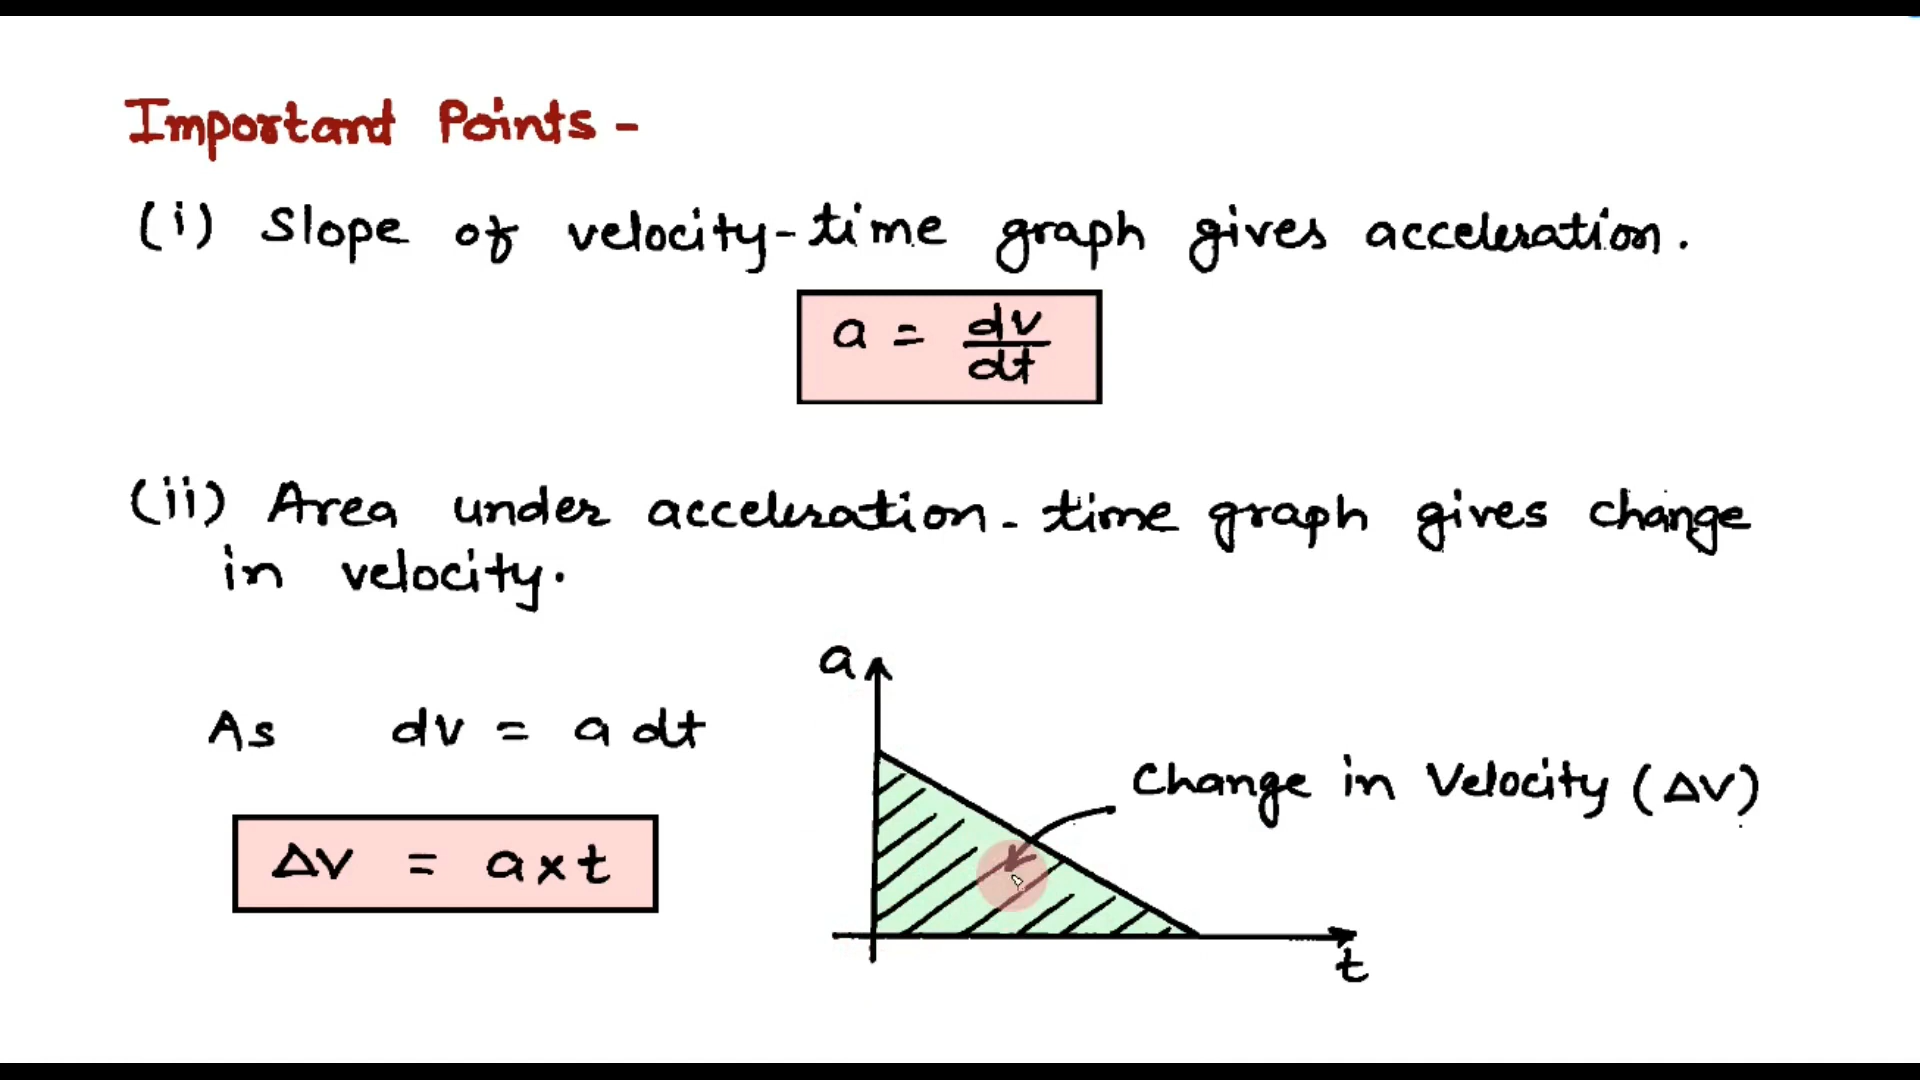 Important Points -
(i) Slope of velocity-time graph gives acceleration.
a = dv/dt
(ii) Area under acceleration-time graph gives change
in velocity.
a
As dv = a dt
Change in Velocity (ΔV)
ΔV = a x t
t